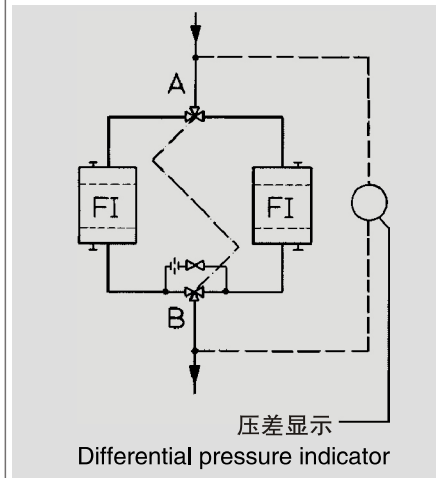 A
FI FI
B
压差显示
Differential pressure indicator